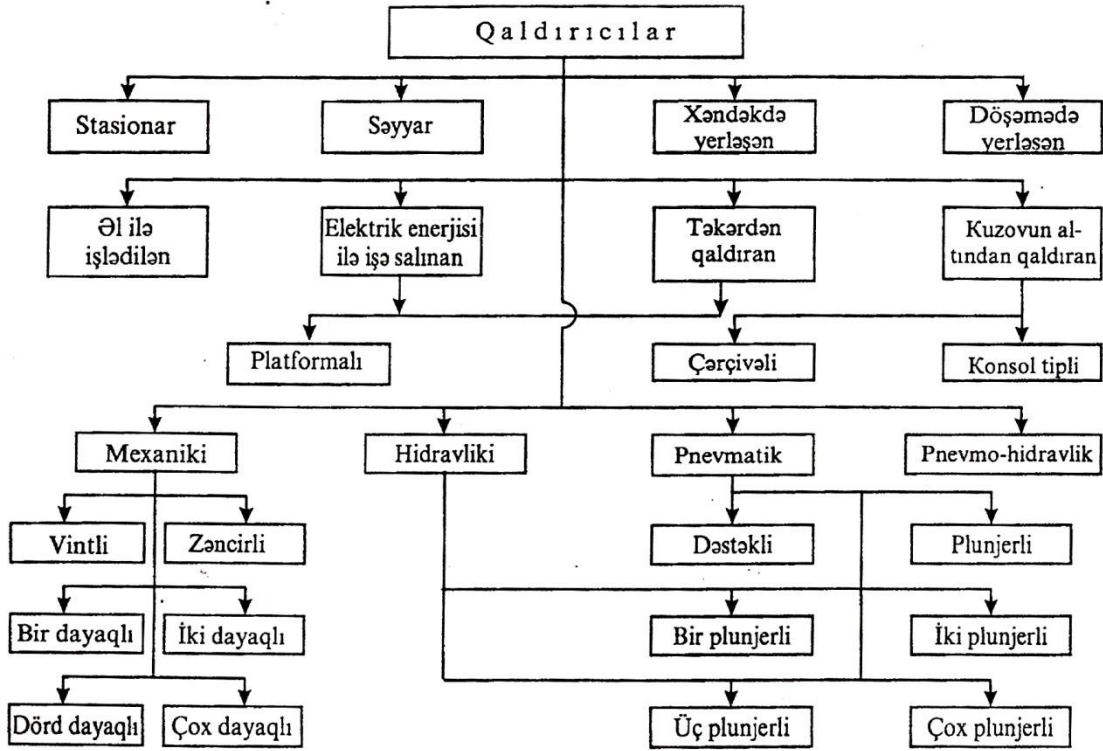 Qaldırıcılar
Stasionar
Səyyar
Xəndəkdə
yerləşən
Döşəmədə
yerləsən
Əl ilə
işlədilən
Elektrik enerjisi
ilə işə salınan
Təkərdən
qaldıran
Kuzovun al-
tından qaldıran
Platformalı
Çərçivəli
Konsol tipli
Mexaniki
Hidravliki
Pnevmatik
Pnevmo-hidravlik
Vintli
Zəncirli
Dəstəkli
Plunjerli
Bir dayaqlı
İki dayaqlı
Bir plunjerli
İki plunjerli
Dörd dayaqlı
Çox dayaqlı
Üç plunjerli
Çox plunjerli